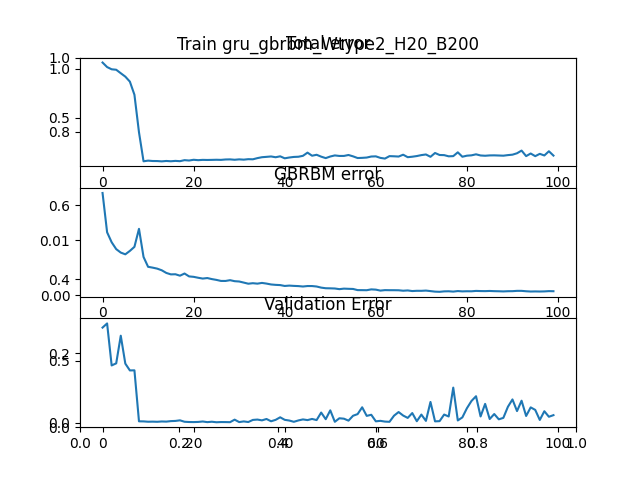 Train gru_gbrbm_Wtype2_H20_B200
Total error
1.0
1.0
0.5
0.8
0 20 40 60 80 100
GBRBM error
0.6
0.01
0.4
0.00
0 20 40 60 80 100
Validation Error
0.2
0.5
0.0
0.0
0.0 0 0.2 20 0.4 40 0.6 60 80 0.8 100 1.0